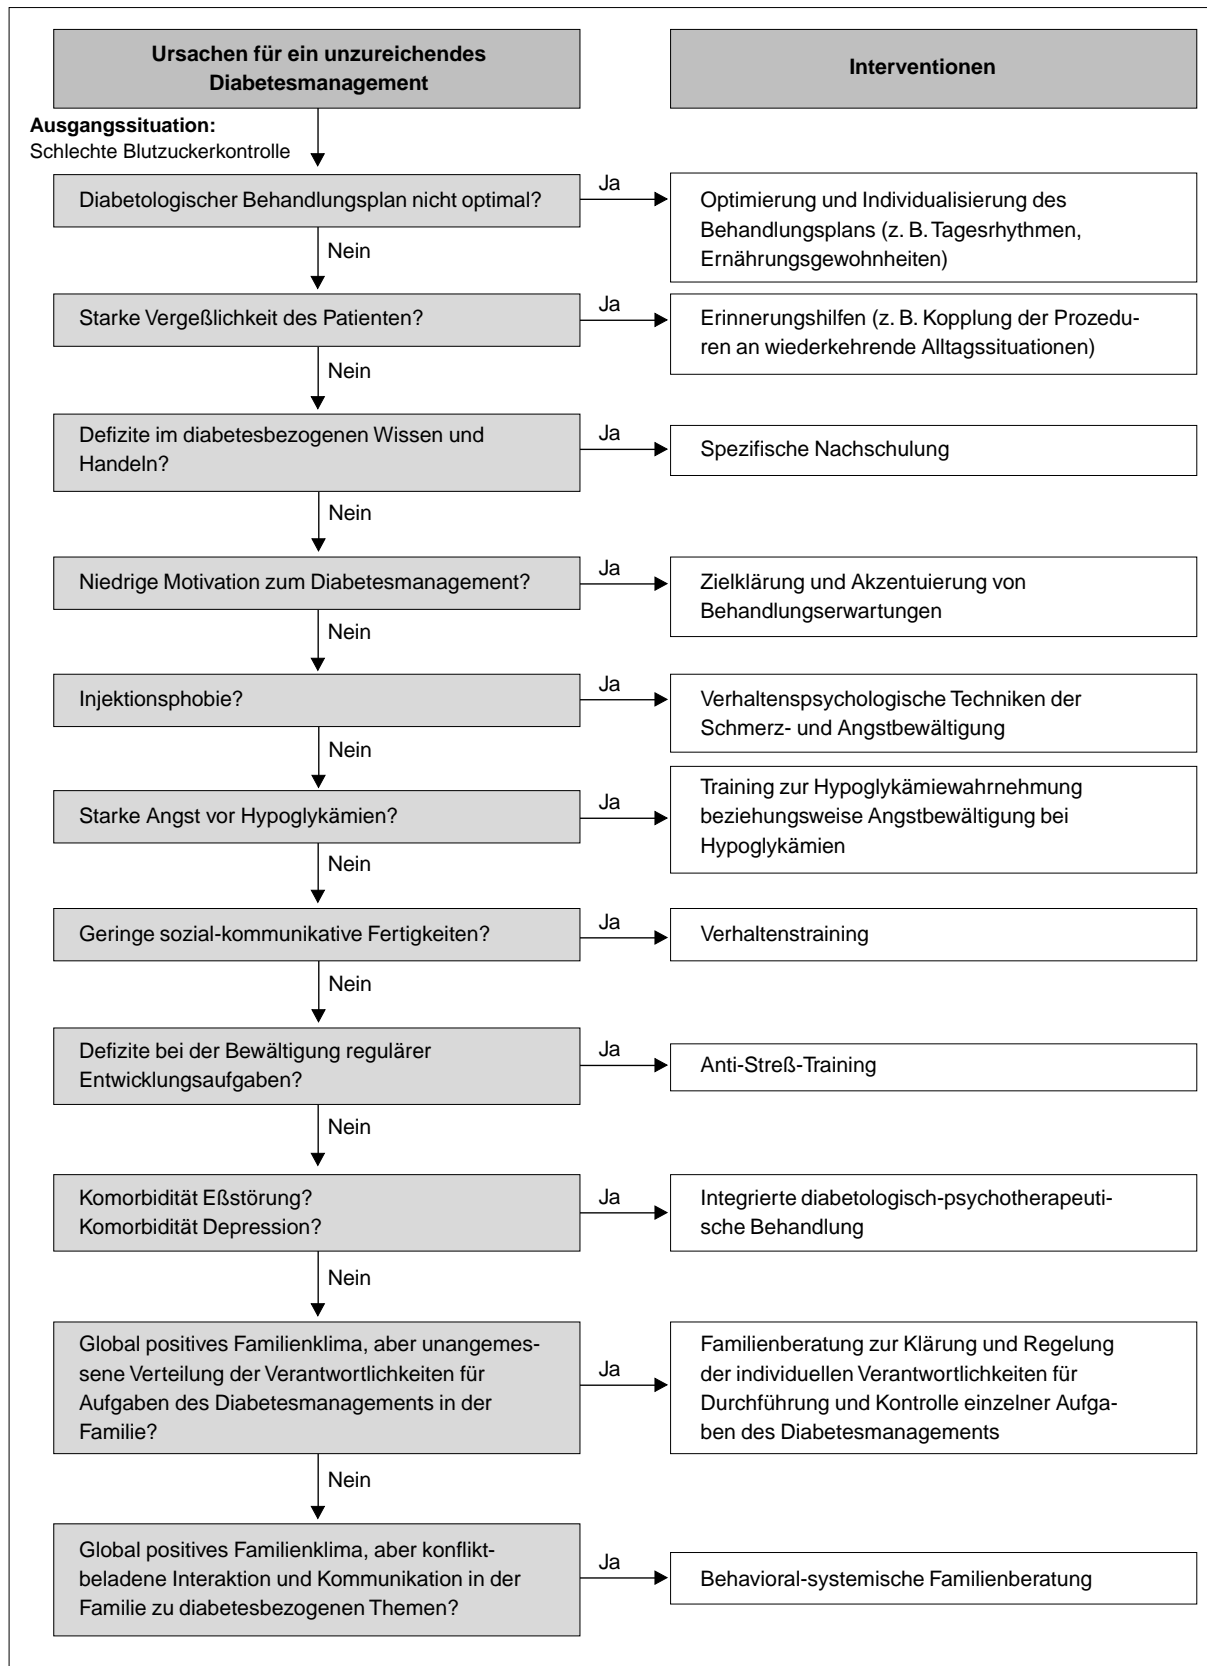 Ursachen für ein unzureichendes
Diabetesmanagement
Interventionen
Ausgangssituation:
Schlechte Blutzuckerkontrolle
Diabetologischer Behandlungsplan nicht optimal?
Ja
Optimierung und Individualisierung des
Behandlungsplans (z. B. Tagesrhythmen,
Ernährungsgewohnheiten)
Nein
Starke Vergeßlichkeit des Patienten?
Ja
Erinnerungshilfen (z. B. Kopplung der Prozedu-
ren an wiederkehrende Alltagssituationen)
Nein
Defizite im diabetesbezogenen Wissen und
Handeln?
Ja
Spezifische Nachschulung
Nein
Niedrige Motivation zum Diabetesmanagement?
Ja
Zielklärung und Akzentuierung von
Behandlungserwartungen
Nein
Injektionsphobie?
Ja
Verhaltenspsychologische Techniken der
Schmerz- und Angstbewältigung
Nein
Starke Angst vor Hypoglykämien?
Ja
Training zur Hypoglykämiewahrnehmung
beziehungsweise Angstbewältigung bei
Hypoglykämien
Nein
Geringe sozial-kommunikative Fertigkeiten?
Ja
Verhaltenstraining
Nein
Defizite bei der Bewältigung regulärer
Entwicklungsaufgaben?
Ja
Anti-Streß-Training
Nein
Komorbidität Eßstörung?
Komorbidität Depression?
Ja
Integrierte diabetologisch-psychotherapeuti-
sche Behandlung
Nein
Global positives Familienklima, aber unangemes-
sene Verteilung der Verantwortlichkeiten für
Aufgaben des Diabetesmanagements in der
Familie?
Ja
Familienberatung zur Klärung und Regelung
der individuellen Verantwortlichkeiten für
Durchführung und Kontrolle einzelner Aufga-
ben des Diabetesmanagements
Nein
Global positives Familienklima, aber konflikt-
beladene Interaktion und Kommunikation in der
Familie zu diabetesbezogenen Themen?
Ja
Behavioral-systemische Familienberatung